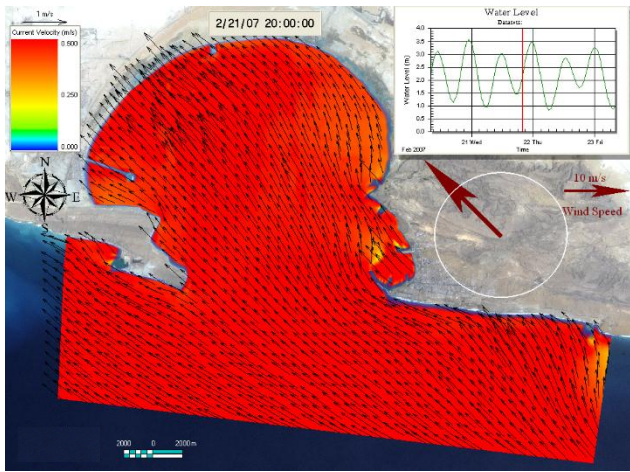 1 m/s
Current Velocity (m/s)
0.500
0.250
0.000
2/21/07 20:00:00
Water Level
Datasets:
Water Level (m)
4.0
3.5
3.0
2.5
2.0
1.5
1.0
0.5
0.0
21 Wed
22 Thu
23 Fri
Feb 2007
Time
N
W
E
S
10 m/s
Wind Speed
2000
0
2000m